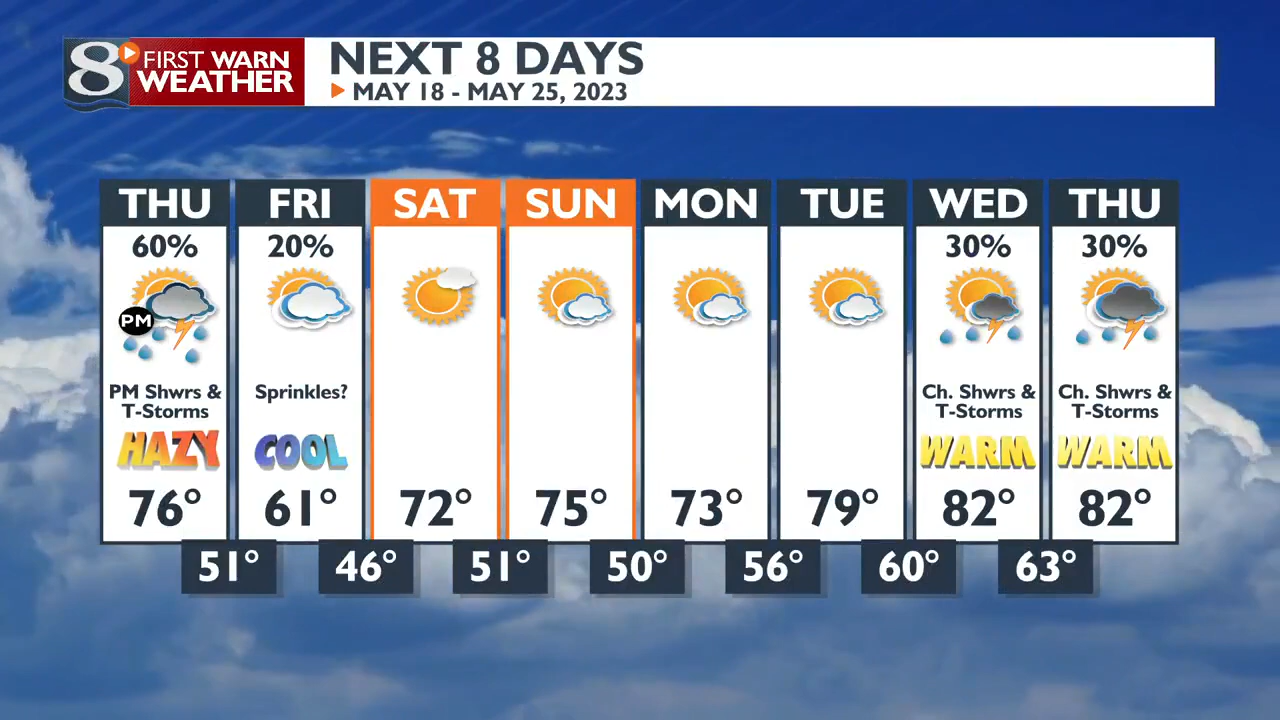 8 FIRST WARN
WEATHER
NEXT 8 DAYS
MAY 18 - MAY 25, 2023
THU
60%
PM
PM Shwrs &
T-Storms
HAZY
76°
51°
FRI
20%
Sprinkles?
COOL
61°
46°
SAT
72°
51°
SUN
75°
50°
MON
73°
56°
TUE
79°
60°
WED
30%
Ch. Shwrs &
T-Storms
WARM
82°
63°
THU
30%
Ch. Shwrs &
T-Storms
WARM
82°